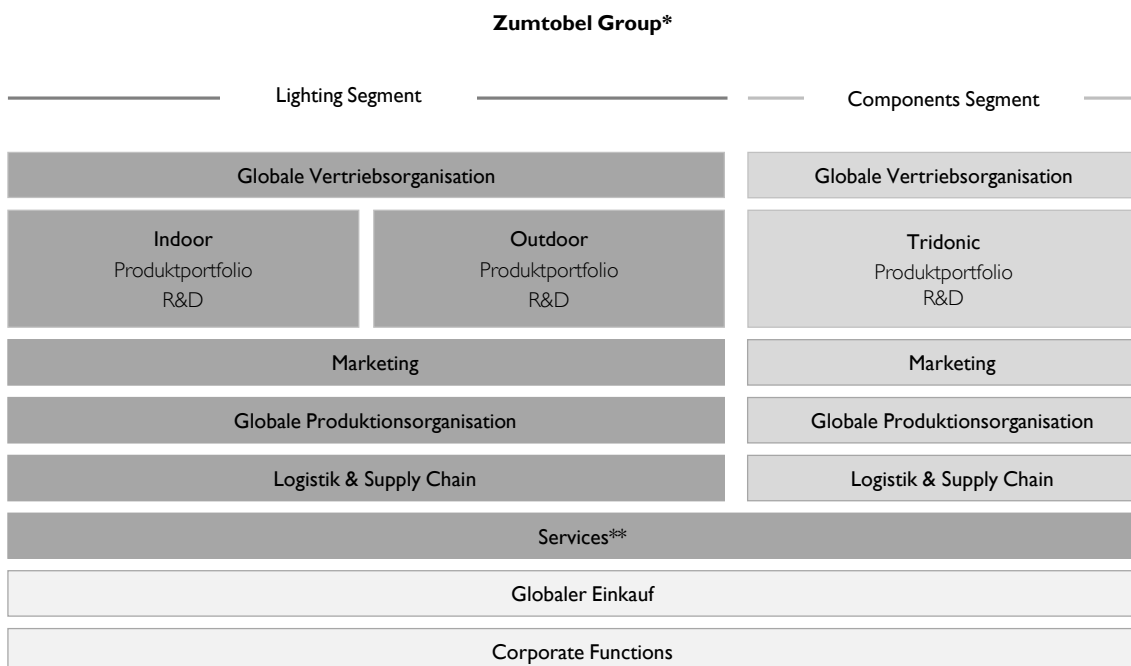 Zumtobel Group*
Lighting Segment
Components Segment
Globale Vertriebsorganisation
Globale Vertriebsorganisation
Indoor
Produktportfolio
R&D
Outdoor
Produktportfolio
R&D
Tridonic
Produktportfolio
R&D
Marketing
Marketing
Globale Produktionsorganisation
Globale Produktionsorganisation
Logistik & Supply Chain
Logistik & Supply Chain
Services**
Globaler Einkauf
Corporate Functions